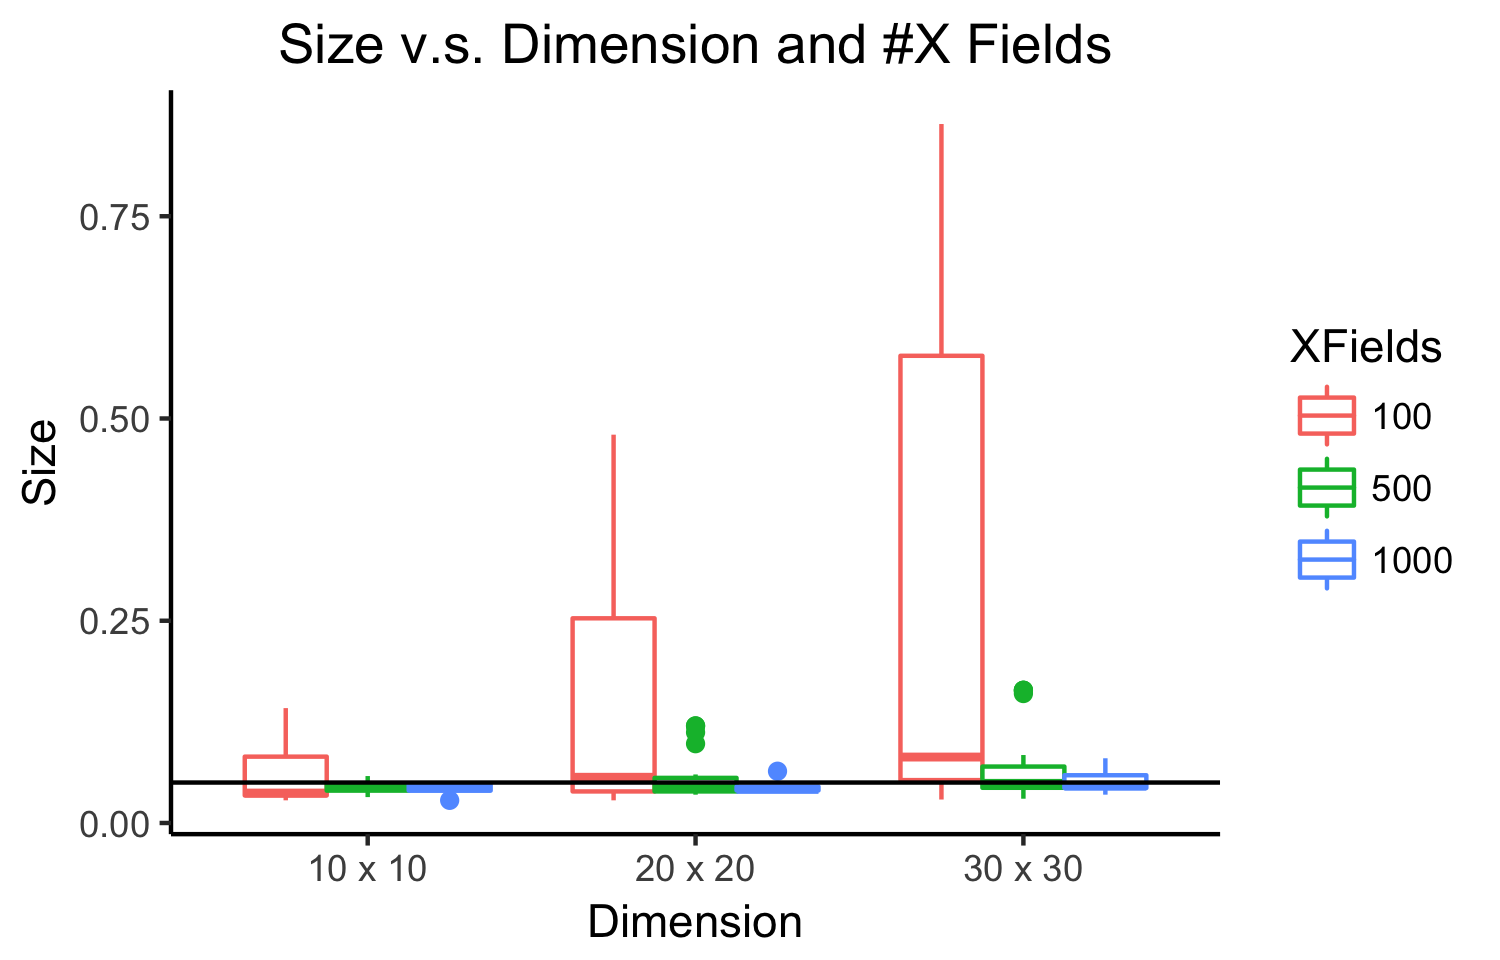 Size v.s. Dimension and #X Fields
0.75
0.50
0.25
0.00
Size
10 x 10
20 x 20
30 x 30
Dimension
XFields
100
500
1000